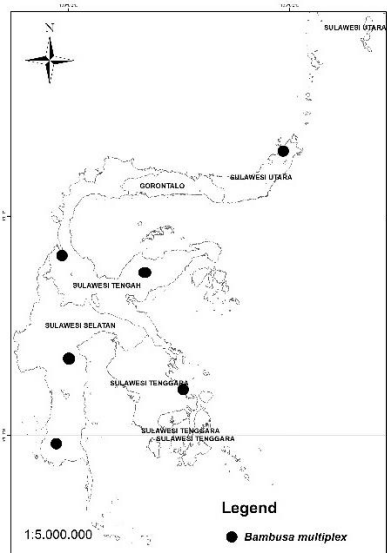 N
SULAWESI UTARA
SULAWESI UTARA
GORONTALO
SULAWESI TENGAH
SULAWESI SELATAN
SULAWESI TENGGARA
SULAWESI TENGGARA
SULAWESI TENGGARA
Legend
1:5.000.000
Bambusa multiplex